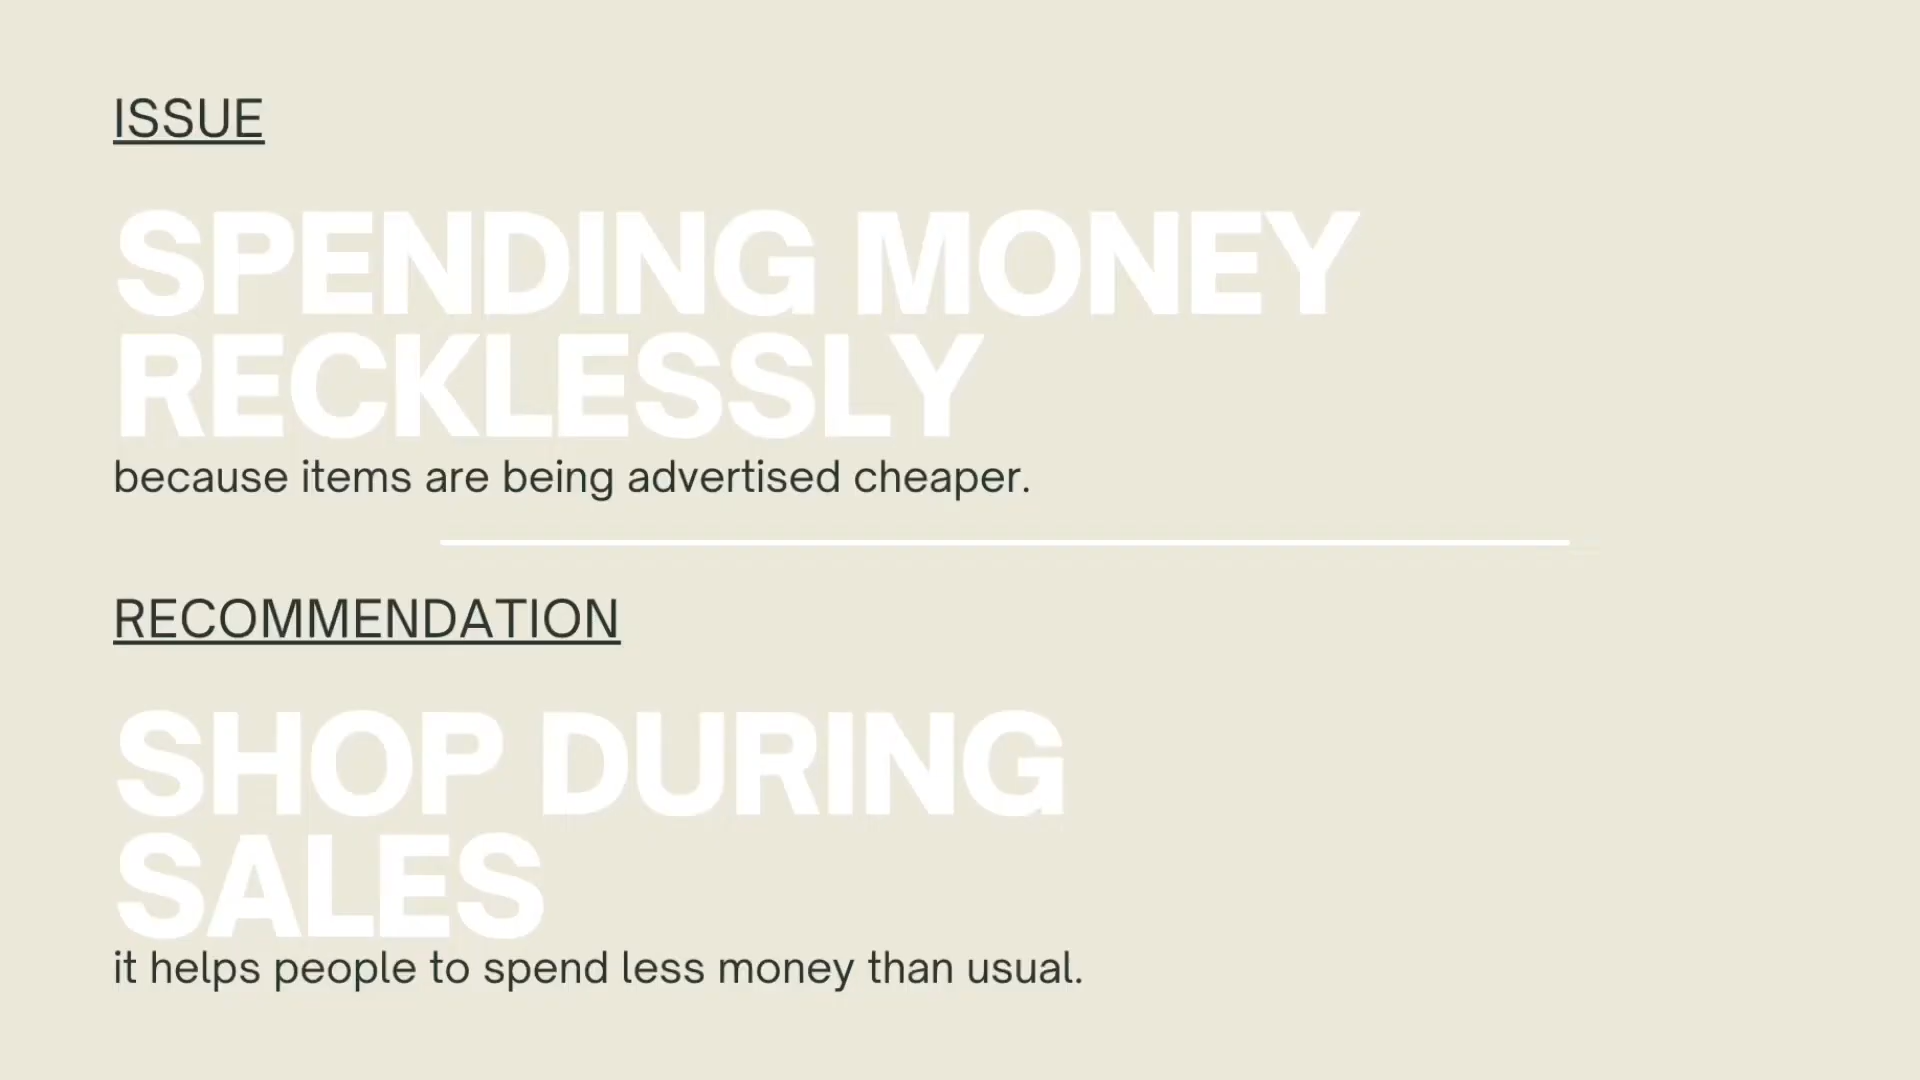 ISSUE
SPENDING MONEY
RECKLESSLY
because items are being advertised cheaper.
RECOMMENDATION
SHOP DURING
SALES
it helps people to spend less money than usual.